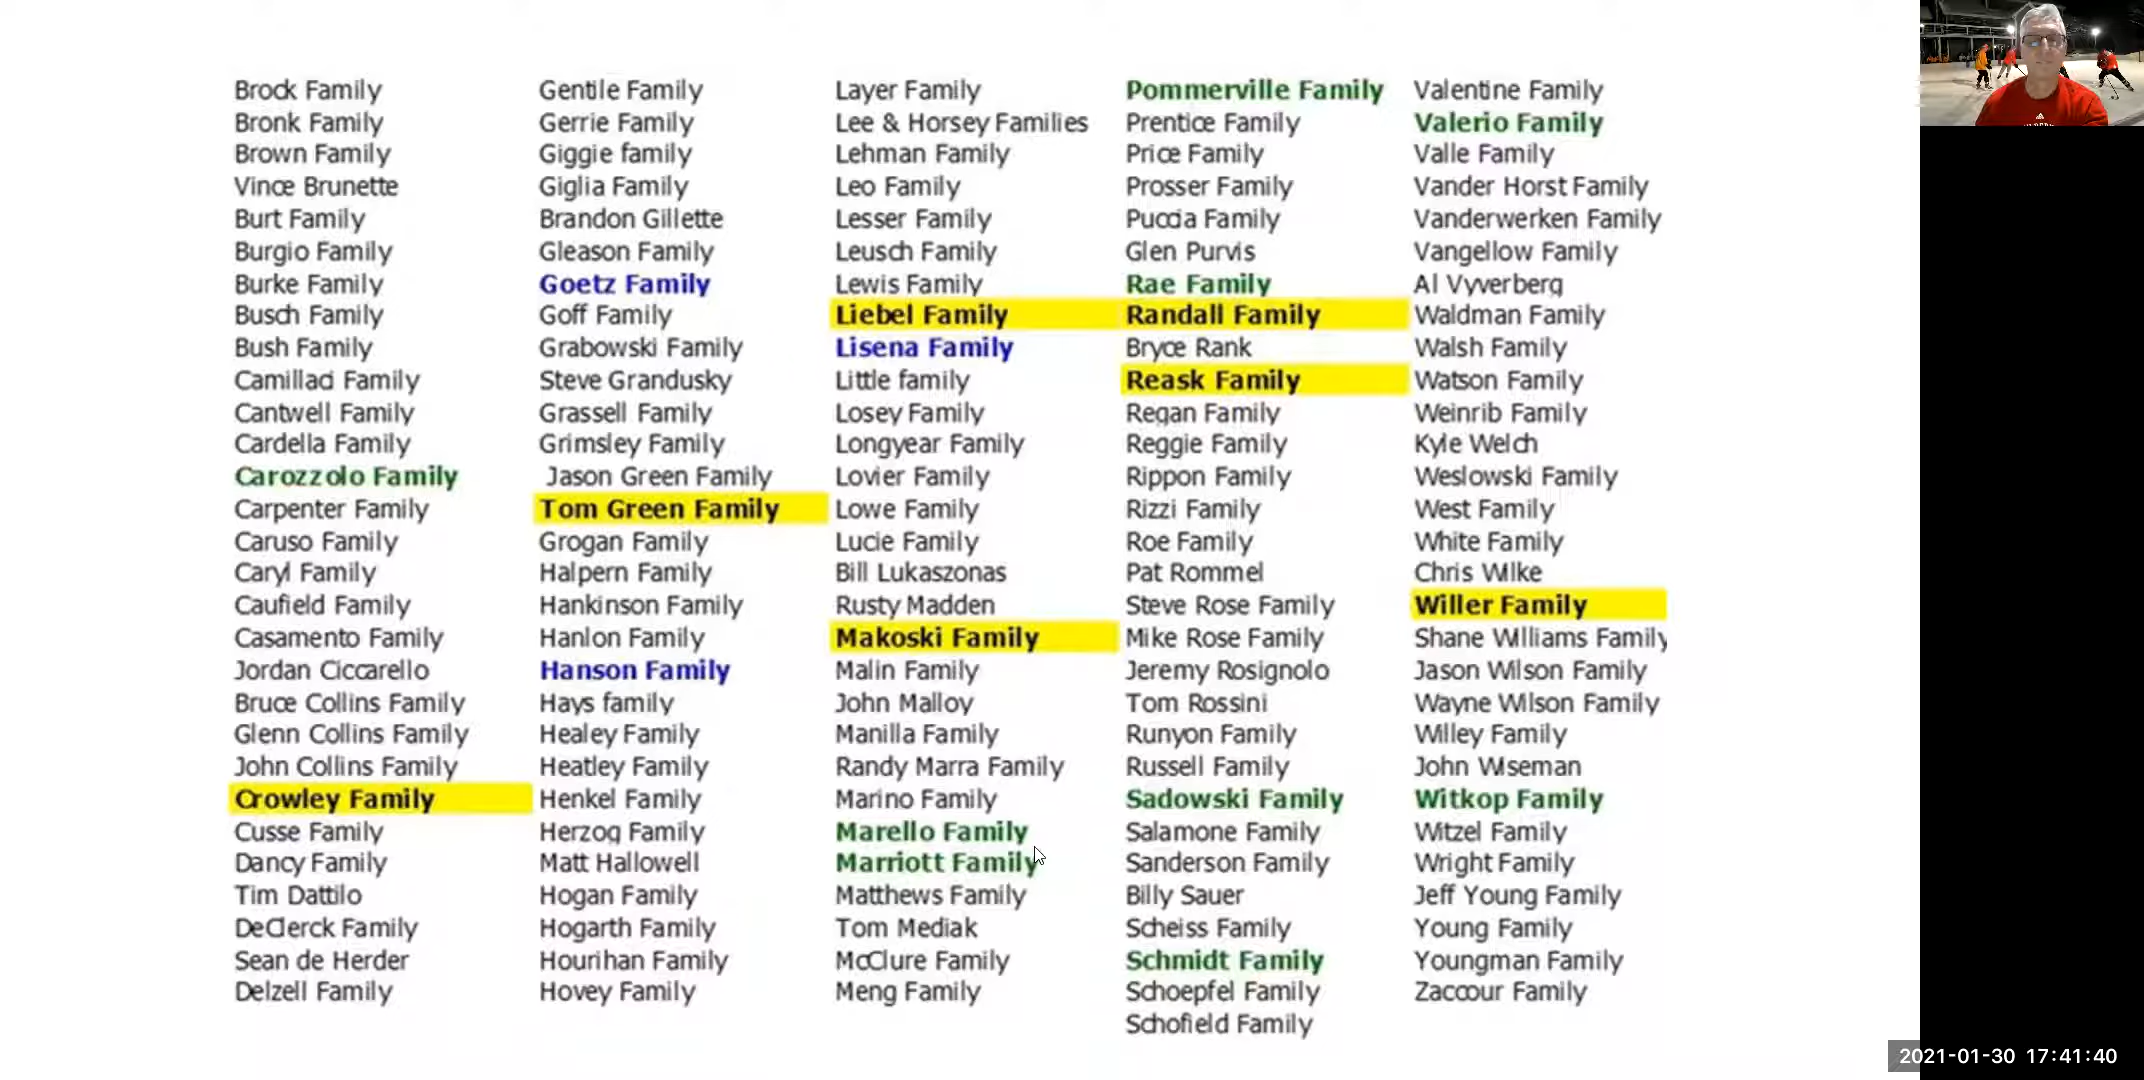 Brock Family
Bronk Family
Brown Family
Vince Brunette
Burt Family
Burgio Family
Burke Family
Busch Family
Bush Family
Camillaci Family
Cantwell Family
Cardella Family
Carozzolo Family
Carpenter Family
Caruso Family
Caryl Family
Caufield Family
Casamento Family
Jordan Ciccarello
Bruce Collins Family
Glenn Collins Family
John Collins Family
Crowley Family
Cusse Family
Dancy Family
Tim Dattilo
DeClerck Family
Sean de Herder
Delzell Family
Gentile Family
Gerrie Family
Giggie family
Giglia Family
Brandon Gillette
Gleason Family
Goetz Family
Goff Family
Grabowski Family
Steve Grandusky
Grassell Family
Grimsley Family
Jason Green Family
Tom Green Family
Grogan Family
Halpern Family
Hankinson Family
Hanlon Family
Hanson Family
Hays family
Healey Family
Heatley Family
Henkel Family
Herzog Family
Matt Hallowell
Hogan Family
Hogarth Family
Hourihan Family
Hovey Family
Layer Family
Lee & Horsey Families
Lehman Family
Leo Family
Lesser Family
Leusch Family
Lewis Family
Liebel Family
Lisena Family
Little family
Losey Family
Longyear Family
Lovier Family
Lowe Family
Lucie Family
Bill Lukaszonas
Rusty Madden
Makoski Family
Malin Family
John Malloy
Manilla Family
Randy Marra Family
Marino Family
Marello Family
Marriott Family
Matthews Family
Tom Mediak
McClure Family
Meng Family
Pommerville Family
Prentice Family
Price Family
Prosser Family
Puccia Family
Glen Purvis
Rae Family
Randall Family
Bryce Rank
Reask Family
Regan Family
Reggie Family
Rippon Family
Rizzi Family
Roe Family
Pat Rommel
Steve Rose Family
Mike Rose Family
Jeremy Rosignolo
Tom Rossini
Runyon Family
Russell Family
Sadowski Family
Salamone Family
Sanderson Family
Billy Sauer
Scheiss Family
Schmidt Family
Schoepfel Family
Schofield Family
Valentine Family
Valerio Family
Valle Family
Vander Horst Family
Vanderwerken Family
Vangellow Family
Al Vyverberg
Waldman Family
Walsh Family
Watson Family
Weinrib Family
Kyle Welch
Weslowski Family
West Family
White Family
Chris Wilke
Willer Family
Shane Williams Family
Jason Wilson Family
Wayne Wilson Family
Willey Family
John Wiseman
Witkop Family
Witzel Family
Wright Family
Jeff Young Family
Young Family
Youngman Family
Zaccour Family
2021-01-30 17:41:40